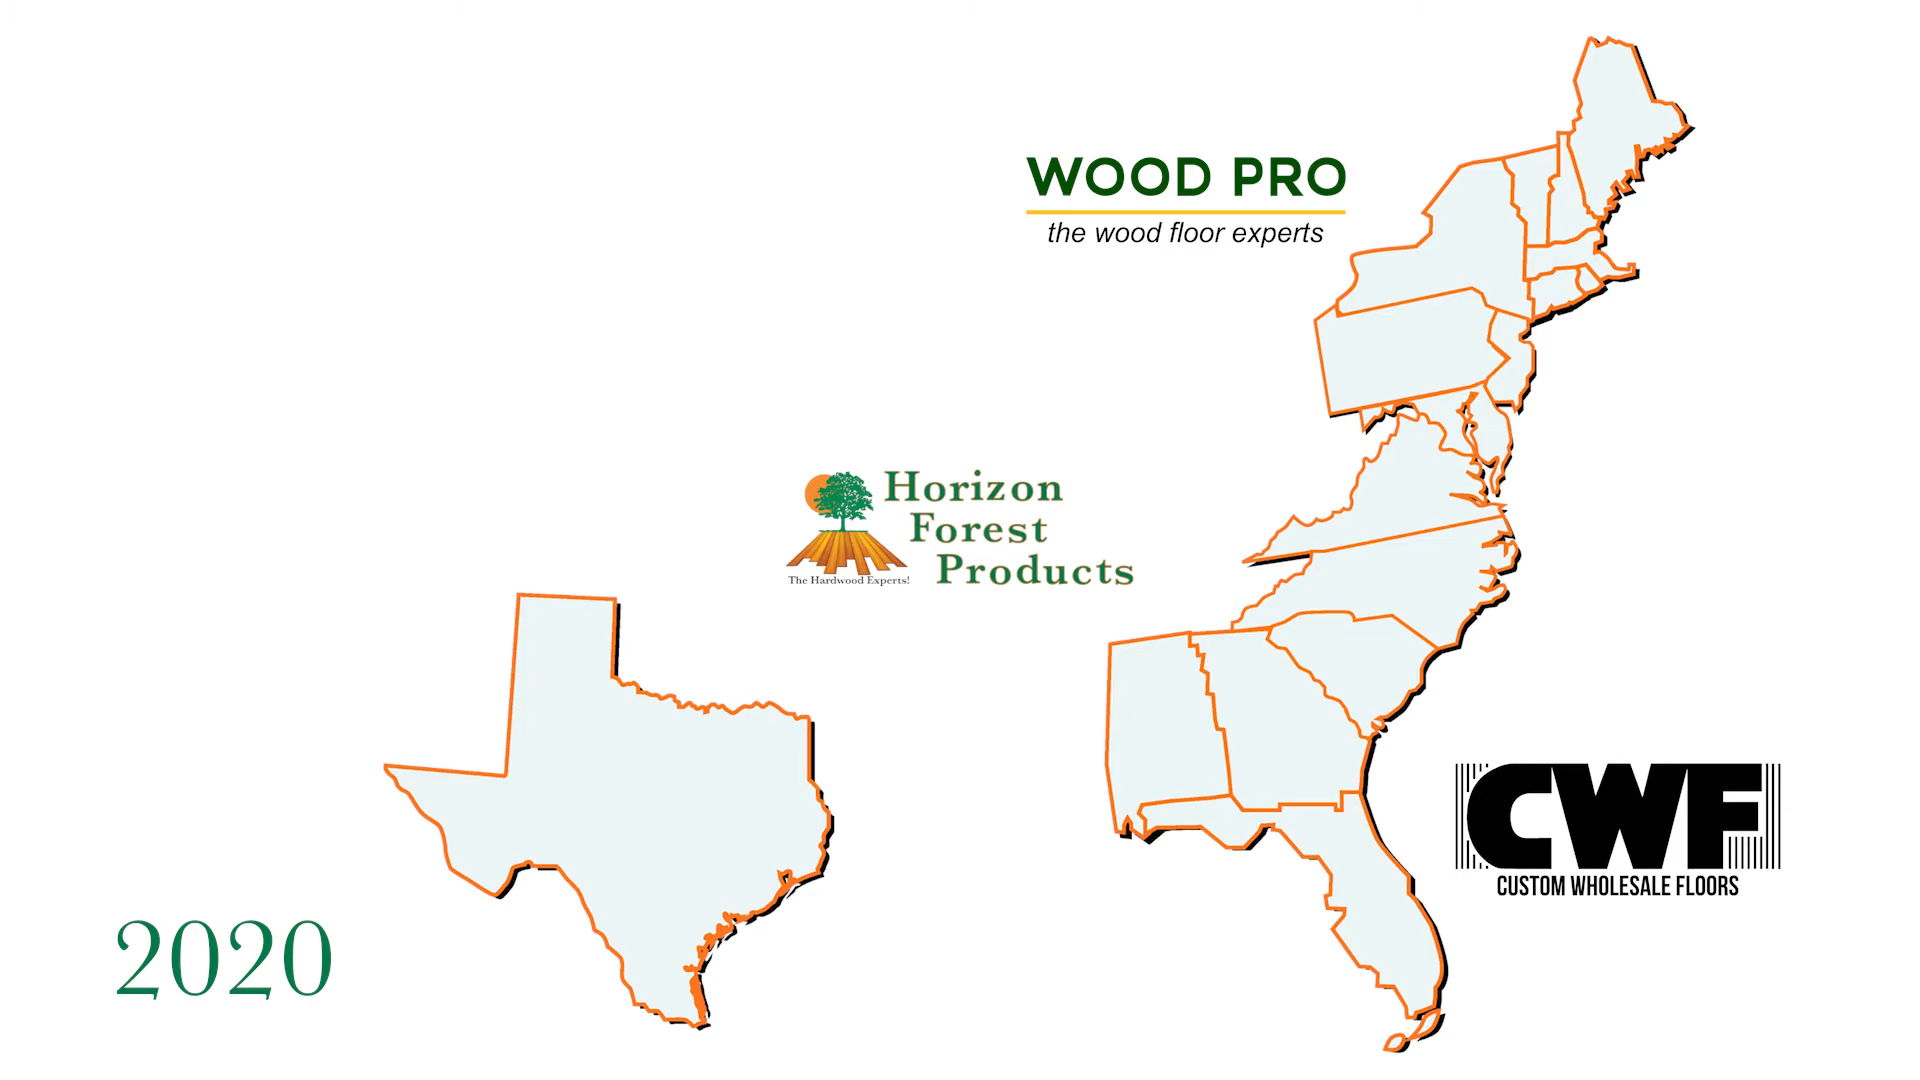 WOOD PRO
the wood floor experts
Horizon
Forest
Products
The Hardwood Experts!
CWF
CUSTOM WHOLESALE FLOORS
2020